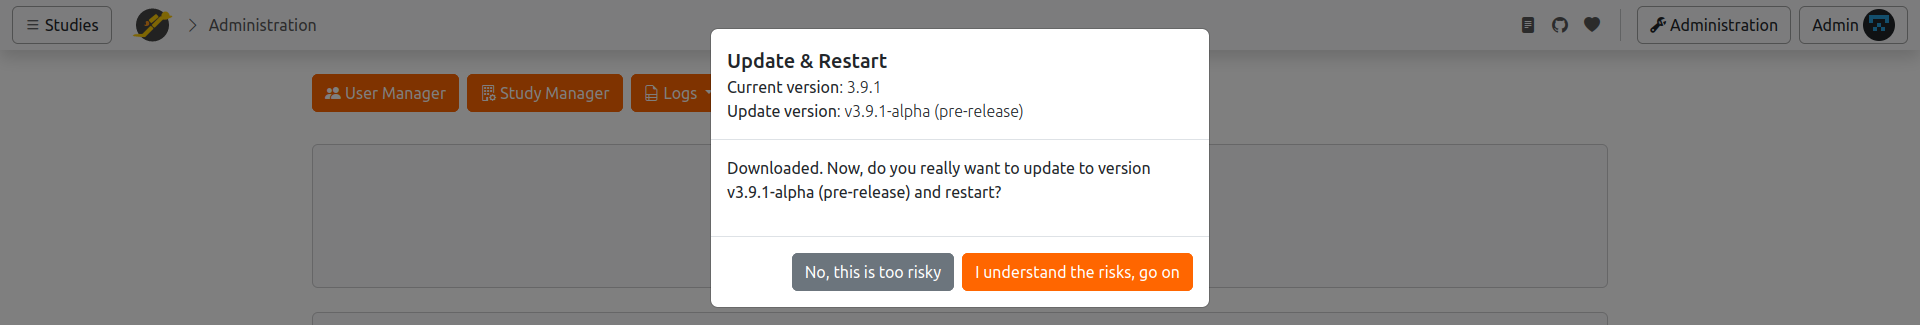 Studies
Administration
Administration
Admin
User Manager
Study Manager
Logs
Update & Restart
Current version: 3.9.1
Update version: v3.9.1-alpha (pre-release)
Downloaded. Now, do you really want to update to version
v3.9.1-alpha (pre-release) and restart?
No, this is too risky
I understand the risks, go on